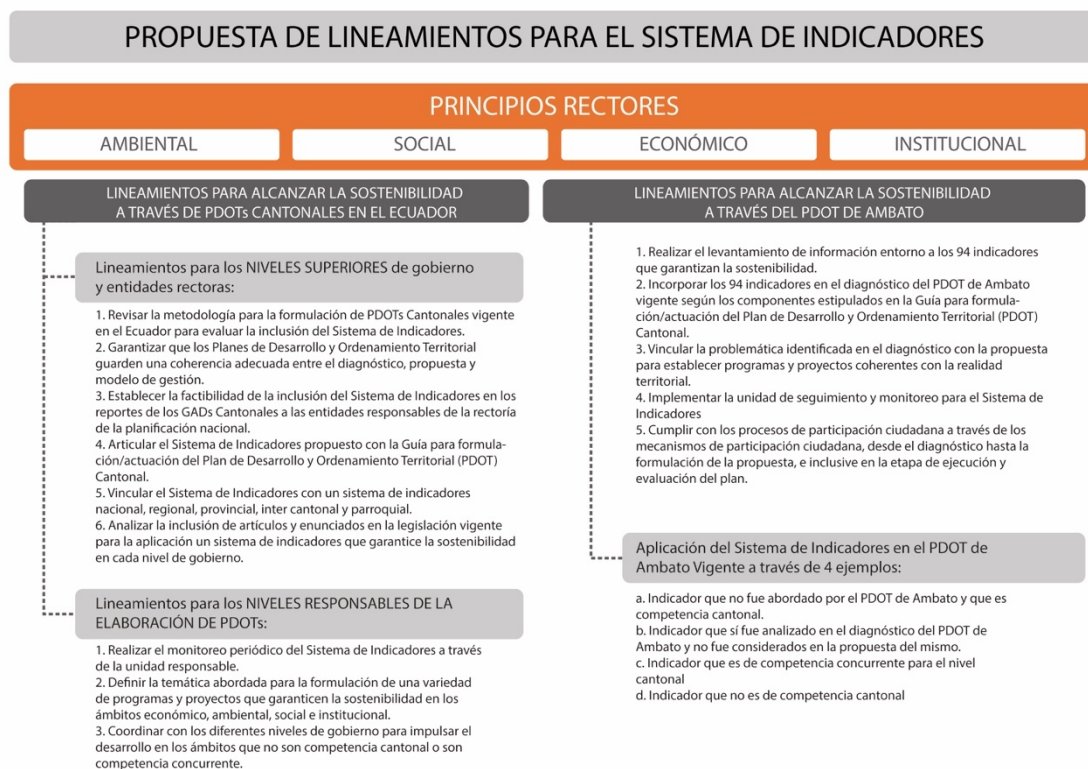 PROPUESTA DE LINEAMIENTOS PARA EL SISTEMA DE INDICADORES
PRINCIPIOS RECTORES
AMBIENTAL
SOCIAL
ECONÓMICO
INSTITUCIONAL
LINEAMIENTOS PARA ALCANZAR LA SOSTENIBILIDAD
A TRAVÉS DE PDOTs CANTONALES EN EL ECUADOR
Lineamientos para los NIVELES SUPERIORES de gobierno
y entidades rectoras:
1. Revisar la metodología para la formulación de PDOTs Cantonales vigente
en el Ecuador para evaluar la inclusión del Sistema de Indicadores.
2. Garantizar que los Planes de Desarrollo y Ordenamiento Territorial
guarden una coherencia adecuada entre el diagnóstico, propuesta y
modelo de gestión.
3. Establecer la factibilidad de la inclusión del Sistema de Indicadores en los
reportes de los GADs Cantonales a las entidades responsables de la rectoría
de la planificación nacional.
4. Articular el Sistema de Indicadores propuesto con la Guía para formula-
ción/actuación del Plan de Desarrollo y Ordenamiento Territorial (PDOT)
Cantonal.
5. Vincular el Sistema de Indicadores con un sistema de indicadores
nacional, regional, provincial, inter cantonal y parroquial.
6. Analizar la inclusión de artículos y enunciados en la legislación vigente
para la aplicación un sistema de indicadores que garantice la sostenibilidad
en cada nivel de gobierno.
Lineamientos para los NIVELES RESPONSABLES DE LA
ELABORACIÓN DE PDOTs:
1. Realizar el monitoreo periódico del Sistema de Indicadores a través
de la unidad responsable.
2. Definir la temática abordada para la formulación de una variedad
de programas y proyectos que garanticen la sostenibilidad en los
ámbitos económico, ambiental, social e institucional.
3. Coordinar con los diferentes niveles de gobierno para impulsar el
desarrollo en los ámbitos que no son competencia cantonal o son
competencia concurrente.
LINEAMIENTOS PARA ALCANZAR LA SOSTENIBILIDAD
A TRAVÉS DEL PDOT DE AMBATO
1. Realizar el levantamiento de información entorno a los 94 indicadores
que garantizan la sostenibilidad.
2. Incorporar los 94 indicadores en el diagnóstico del PDOT de Ambato
vigente según los componentes estipulados en la Guía para formula-
ción/actuación del Plan de Desarrollo y Ordenamiento Territorial (PDOT)
Cantonal.
3. Vincular la problemática identificada en el diagnóstico con la propuesta
para establecer programas y proyectos coherentes con la realidad
territorial.
4. Implementar la unidad de seguimiento y monitoreo para el Sistema de
Indicadores
5. Cumplir con los procesos de participación ciudadana a través de los
mecanismos de participación ciudadana, desde el diagnóstico hasta la
formulación de la propuesta, e inclusive en la etapa de ejecución y
evaluación del plan.
Aplicación del Sistema de Indicadores en el PDOT de
Ambato Vigente a través de 4 ejemplos:
a. Indicador que no fue abordado por el PDOT de Ambato y que es
competencia cantonal.
b. Indicador que sí fue analizado en el diagnóstico del PDOT de
Ambato y no fue considerados en la propuesta del mismo.
c. Indicador que es de competencia concurrente para el nivel
cantonal
d. Indicador que no es de competencia cantonal